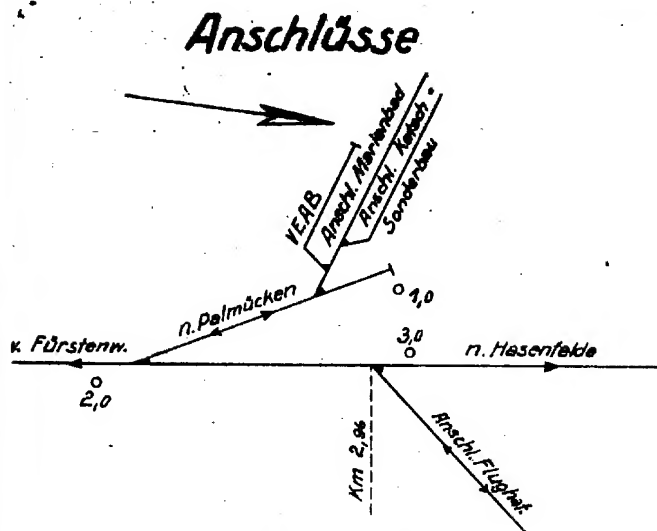 Anschlüsse
VEAB
Anschl. Marienbad
Anschl. Ketsch-
Sonderbau
n. Palmücken
1,0
3,0
v. Fürstenw.
n. Hasenfelde
2,0
Km 2,96
Anschl. Flughaf.